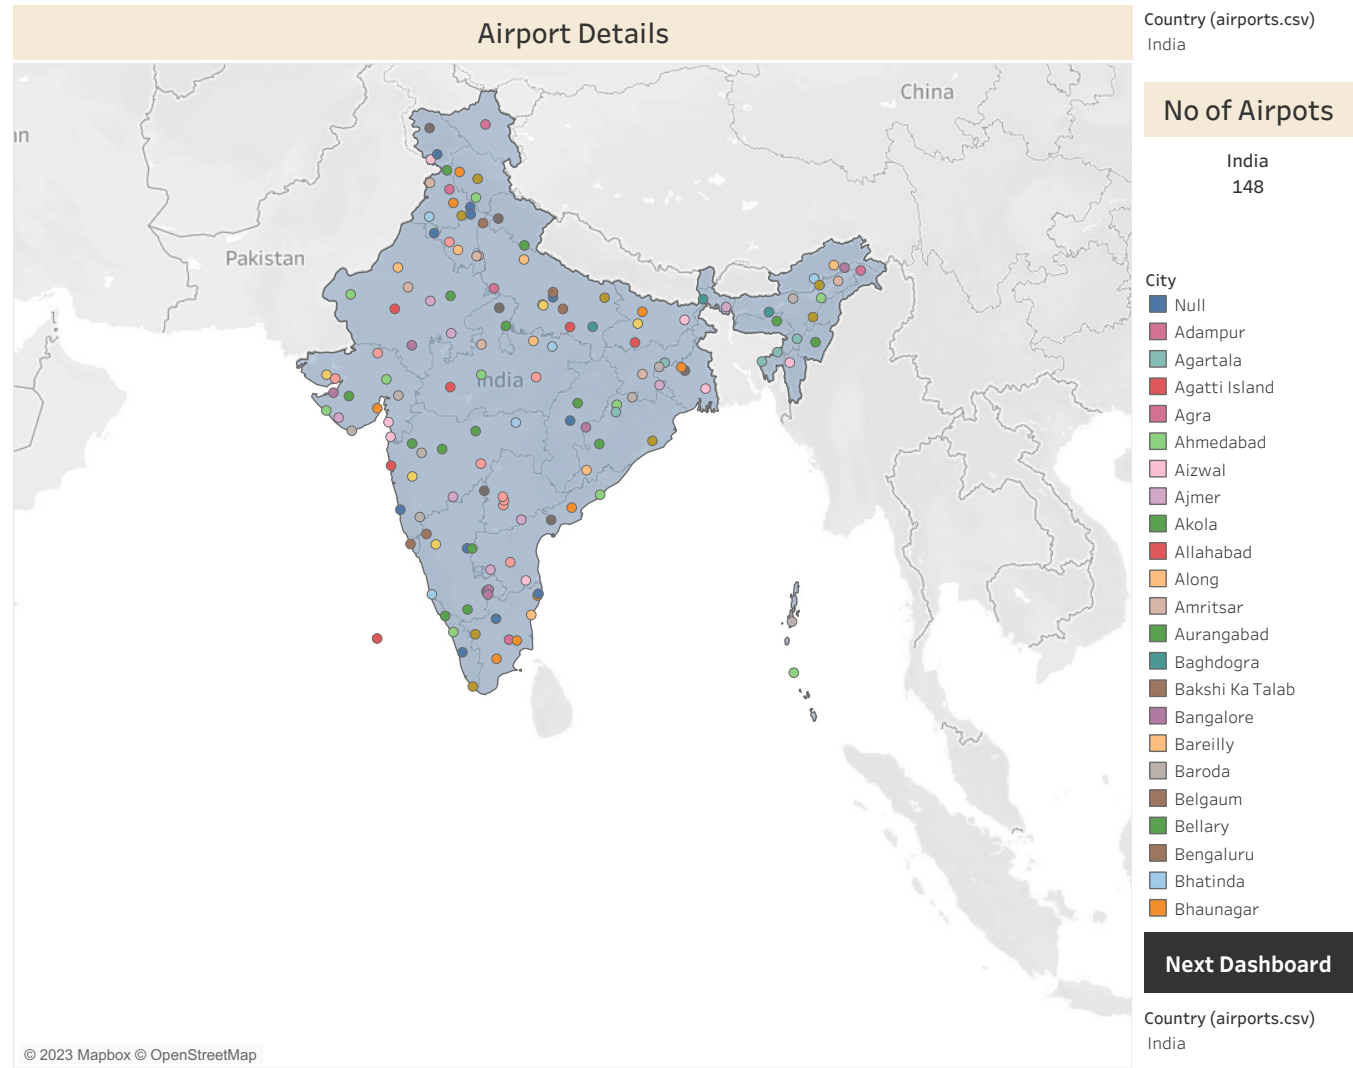 Airport Details
Country (airports.csv)
India
No of Airpots
India
148
China
an
Pakistan
India
City
Null
Adampur
Agartala
Agatti Island
Agra
Ahmedabad
Aizwal
Ajmer
Akola
Allahabad
Along
Amritsar
Aurangabad
Baghdogra
Bakshi Ka Talab
Bangalore
Bareilly
Baroda
Belgaum
Bellary
Bengaluru
Bhatinda
Bhaunagar
Next Dashboard
Country (airports.csv)
India
© 2023 Mapbox © OpenStreetMap